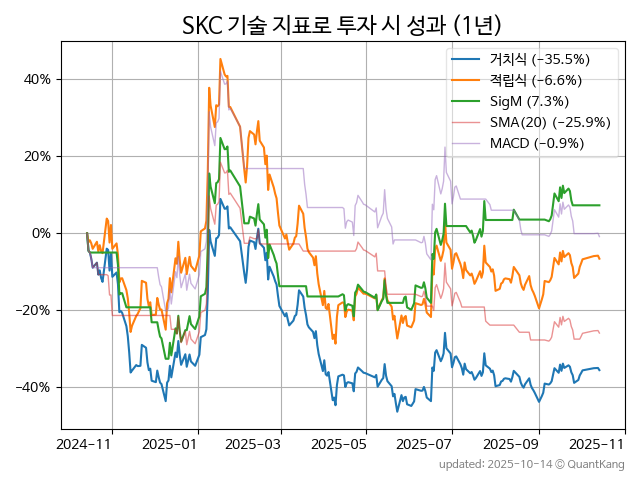 SKC 기술 지표로 투자 시 성과 (1년)
거치식 (−35.5%)
적립식 (−6.6%)
SigM (7.3%)
SMA(20) (−25.9%)
MACD (−0.9%)
40%
20%
0%
−20%
−40%
2024-11 2025-01 2025-03 2025-05 2025-07 2025-09 2025-11
updated: 2025-10-14 © QuantKang